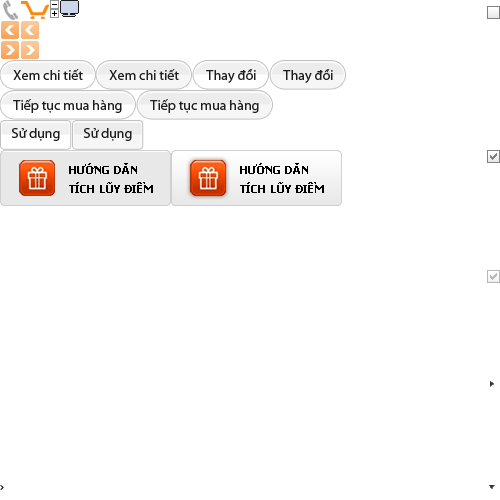 Xem chi tiết Xem chi tiết Thay đổi Thay đổi
Tiếp tục mua hàng Tiếp tục mua hàng
Sử dụng Sử dụng
HƯỚNG DẪN HƯỚNG DẪN
TÍCH LŨY ĐIỂM TÍCH LŨY ĐIỂM